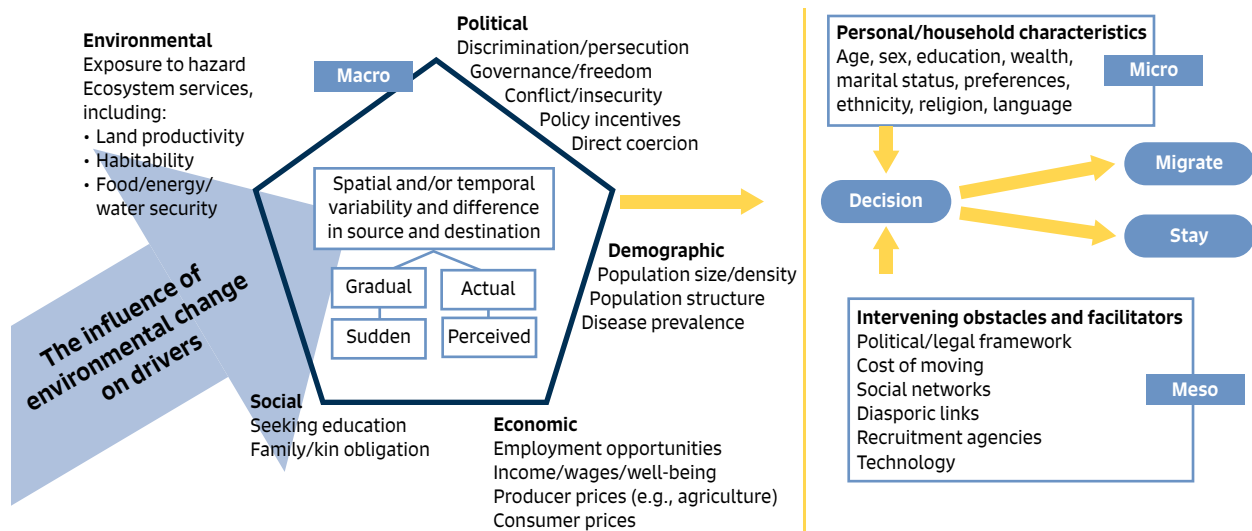 Environmental
Exposure to hazard
Ecosystem services,
including:
• Land productivity
• Habitability
• Food/energy/
water security
Macro
Political
Discrimination/persecution
Governance/freedom
Conflict/insecurity
Policy incentives
Direct coercion
Spatial and/or temporal
variability and difference
in source and destination
Gradual
Actual
Sudden
Perceived
Demographic
Population size/density
Population structure
Disease prevalence
The influence of
environmental change
on drivers
Social
Seeking education
Family/kin obligation
Economic
Employment opportunities
Income/wages/well-being
Producer prices (e.g., agriculture)
Consumer prices
Personal/household characteristics
Age, sex, education, wealth,
marital status, preferences,
ethnicity, religion, language
Micro
Decision
Migrate
Stay
Intervening obstacles and facilitators
Political/legal framework
Cost of moving
Social networks
Diasporic links
Recruitment agencies
Technology
Meso